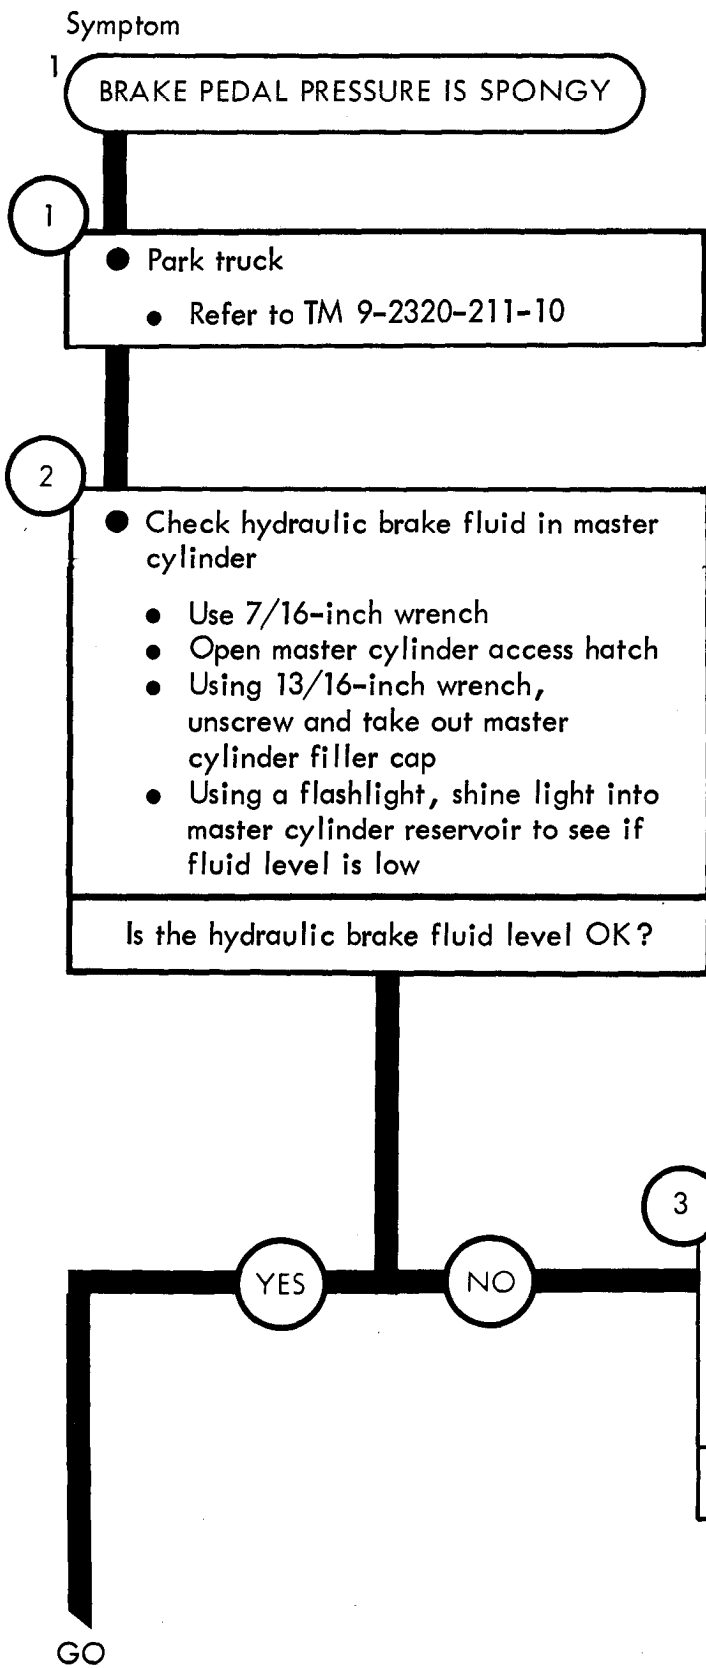 Symptom
1
BRAKE PEDAL PRESSURE IS SPONGY
1
● Park truck
● Refer to TM 9-2320-211-10
2
● Check hydraulic brake fluid in master
cylinder
● Use 7/16-inch wrench
● Open master cylinder access hatch
● Using 13/16-inch wrench,
unscrew and take out master
cylinder filler cap
● Using a flashlight, shine light into
master cylinder reservoir to see if
fluid level is low
Is the hydraulic brake fluid level OK?
3
YES
NO
GO